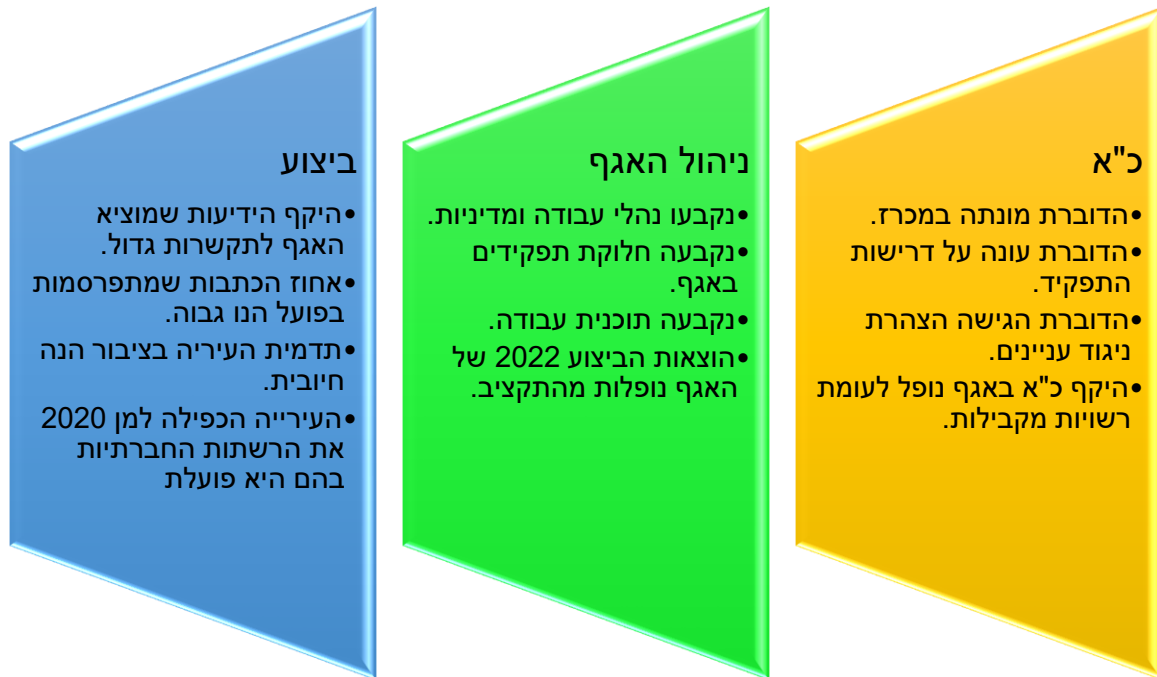 כ"א
•הדוברת מונתה במכרז.
•הדוברת עונה על דרישות
התפקיד.
•הדוברת הגישה הצהרת
ניגוד עניינים.
•היקף כ"א באגף נופל לעומת
רשויות מקבילות.
ניהול האגף
•נקבעו נהלי עבודה ומדיניות.
•נקבעה חלוקת תפקידים
באגף.
•נקבעה תוכנית עבודה.
•הוצאות הביצוע 2022 של
האגף נופלות מהתקציב.
ביצוע
•היקף הידיעות שמוציא
האגף לתקשרות גדול.
•אחוז הכתבות שמתפרסמות
בפועל הנו גבוה.
•תדמית העיריה בציבור הנה
חיובית.
•העירייה הכפילה למן 2020
את הרשתות החברתיות
בהם היא פועלת